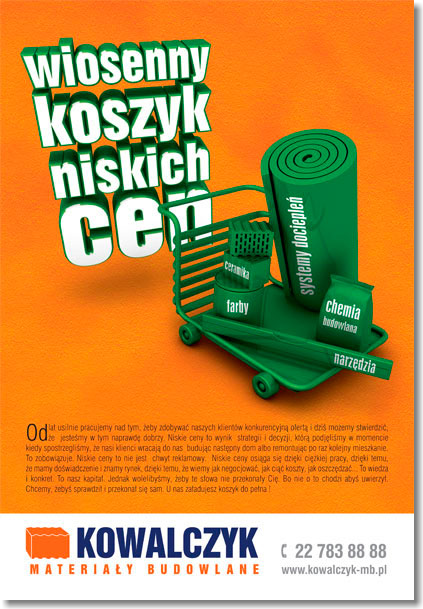 wiosenny
koszyk
niskich
cen
systemy dociepleń
ceramika
farby
chemia
budowlana
narzędzia
Od lat usilnie pracujemy nad tym, żeby zdobywać naszych klientów konkurencyjną ofertą i dziś możemy stwierdzić,
że jesteśmy w tym naprawdę dobrzy. Niskie ceny to wynik strategii i decyzji, którą podjęliśmy w momencie
kiedy spostrzegliśmy, że nasi klienci wracają do nas budując następny dom albo remontując po raz kolejny mieszkanie.
To zobowiązuje. Niskie ceny to nie jest chwyt reklamowy. Niskie ceny osiąga się dzięki ciężkiej pracy, dzięki temu,
że mamy doświadczenie i znamy rynek, dzięki temu, że wiemy jak negocjować, jak ciąć koszty, jak oszczędzać... To wiedza
i konkret. To nasz kapitał. Jednak wolelibyśmy, żeby te słowa nie przekonały Cię. Bo nie o to chodzi abyś uwierzył.
Chcemy, żebyś sprawdził i przekonał się sam. U nas załadujesz koszyk do pełna !
KOWALCZYK
MATERIAŁY BUDOWLANE
22 783 88 88
www.kowalczyk-mb.pl